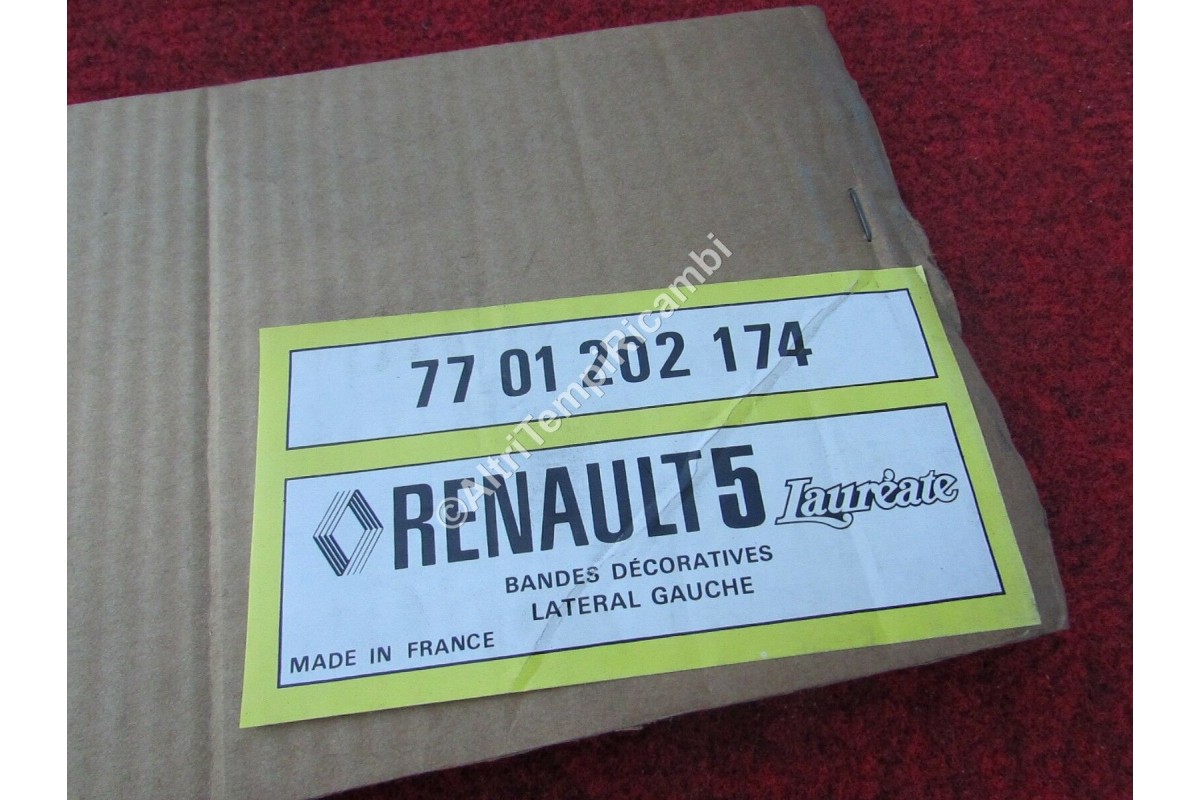 77 01 202 174
RENAULT 5 Lauréate
BANDES DÉCORATIVES
LATERAL GAUCHE
MADE IN FRANCE
©AltriTempiRicambi